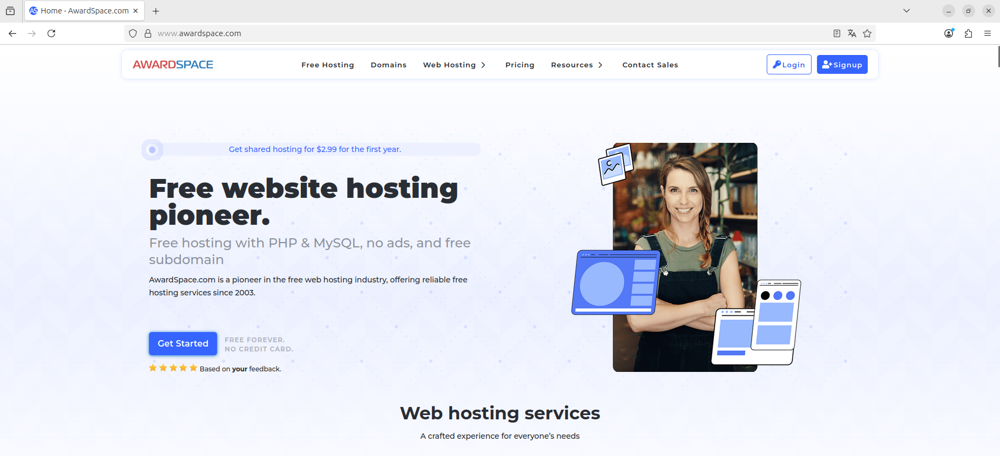 Home - AwardSpace.com
www.awardspace.com
AWARDSPACE
Free Hosting
Domains
Web Hosting
Pricing
Resources
Contact Sales
Login
Signup
Get shared hosting for $2.99 for the first year.
Free website hosting
pioneer.
Free hosting with PHP & MySQL, no ads, and free
subdomain
AwardSpace.com is a pioneer in the free web hosting industry, offering reliable free
hosting services since 2003.
Get Started
FREE FOREVER.
NO CREDIT CARD.
Based on your feedback.
Web hosting services
A crafted experience for everyone's needs